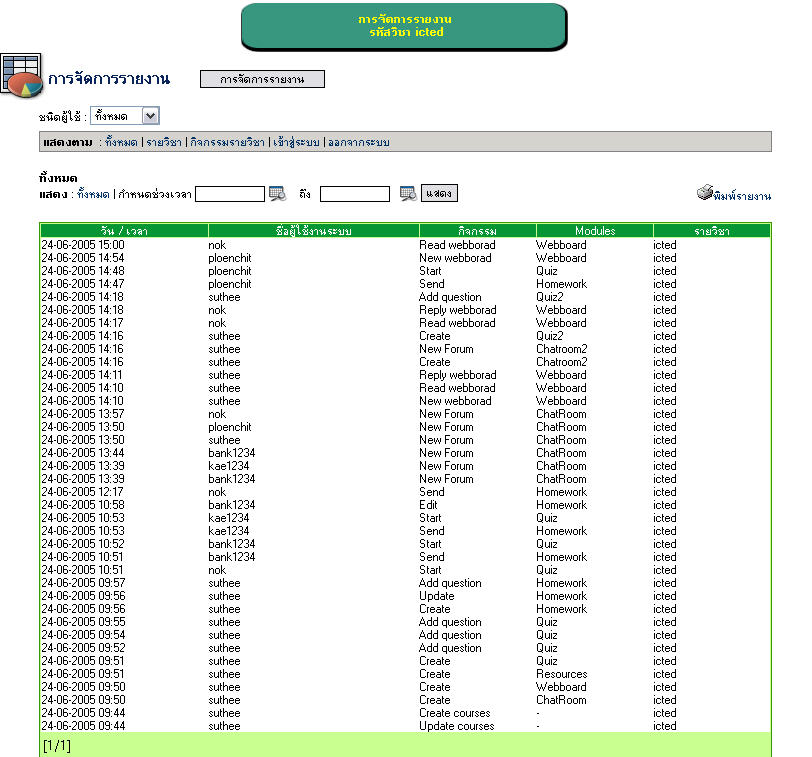 การจัดการรายงาน
รหัสวิชา icted
การจัดการรายงาน การจัดการรายงาน
ชนิดผู้ใช้ : ทั้งหมด
แสดงตาม : ทั้งหมด | รายวิชา | กิจกรรมรายวิชา | เข้าสู่ระบบ | ออกจากระบบ
ทั้งหมด
แสดง : ทั้งหมด | กำหนดช่วงเวลา ถึง แสดง พิมพ์รายงาน
วัน / เวลา ชื่อผู้ใช้งานระบบ กิจกรรม Modules รายวิชา
24-06-2005 15:00 nok Read webborad Webboard icted
24-06-2005 14:54 ploenchit New webborad Webboard icted
24-06-2005 14:48 ploenchit Start Quiz icted
24-06-2005 14:47 ploenchit Send Homework icted
24-06-2005 14:18 suthee Add question Quiz2 icted
24-06-2005 14:18 nok Reply webborad Webboard icted
24-06-2005 14:17 nok Read webborad Webboard icted
24-06-2005 14:16 suthee Create Quiz2 icted
24-06-2005 14:16 suthee New Forum Chatroom2 icted
24-06-2005 14:16 suthee Create Chatroom2 icted
24-06-2005 14:11 suthee Reply webborad Webboard icted
24-06-2005 14:10 suthee Read webborad Webboard icted
24-06-2005 14:10 suthee New webborad Webboard icted
24-06-2005 13:57 nok New Forum ChatRoom icted
24-06-2005 13:50 ploenchit New Forum ChatRoom icted
24-06-2005 13:50 suthee New Forum ChatRoom icted
24-06-2005 13:44 bank1234 New Forum ChatRoom icted
24-06-2005 13:39 kae1234 New Forum ChatRoom icted
24-06-2005 13:39 bank1234 New Forum ChatRoom icted
24-06-2005 12:17 nok Send Homework icted
24-06-2005 10:58 bank1234 Edit Homework icted
24-06-2005 10:53 kae1234 Start Quiz icted
24-06-2005 10:53 kae1234 Send Homework icted
24-06-2005 10:52 bank1234 Start Quiz icted
24-06-2005 10:51 bank1234 Send Homework icted
24-06-2005 10:51 nok Start Quiz icted
24-06-2005 09:57 suthee Add question Homework icted
24-06-2005 09:56 suthee Update Homework icted
24-06-2005 09:56 suthee Create Homework icted
24-06-2005 09:55 suthee Add question Quiz icted
24-06-2005 09:54 suthee Add question Quiz icted
24-06-2005 09:52 suthee Add question Quiz icted
24-06-2005 09:51 suthee Create Quiz icted
24-06-2005 09:51 suthee Create Resources icted
24-06-2005 09:50 suthee Create Webboard icted
24-06-2005 09:50 suthee Create ChatRoom icted
24-06-2005 09:44 suthee Create courses - icted
24-06-2005 09:44 suthee Update courses - icted
[1/1]